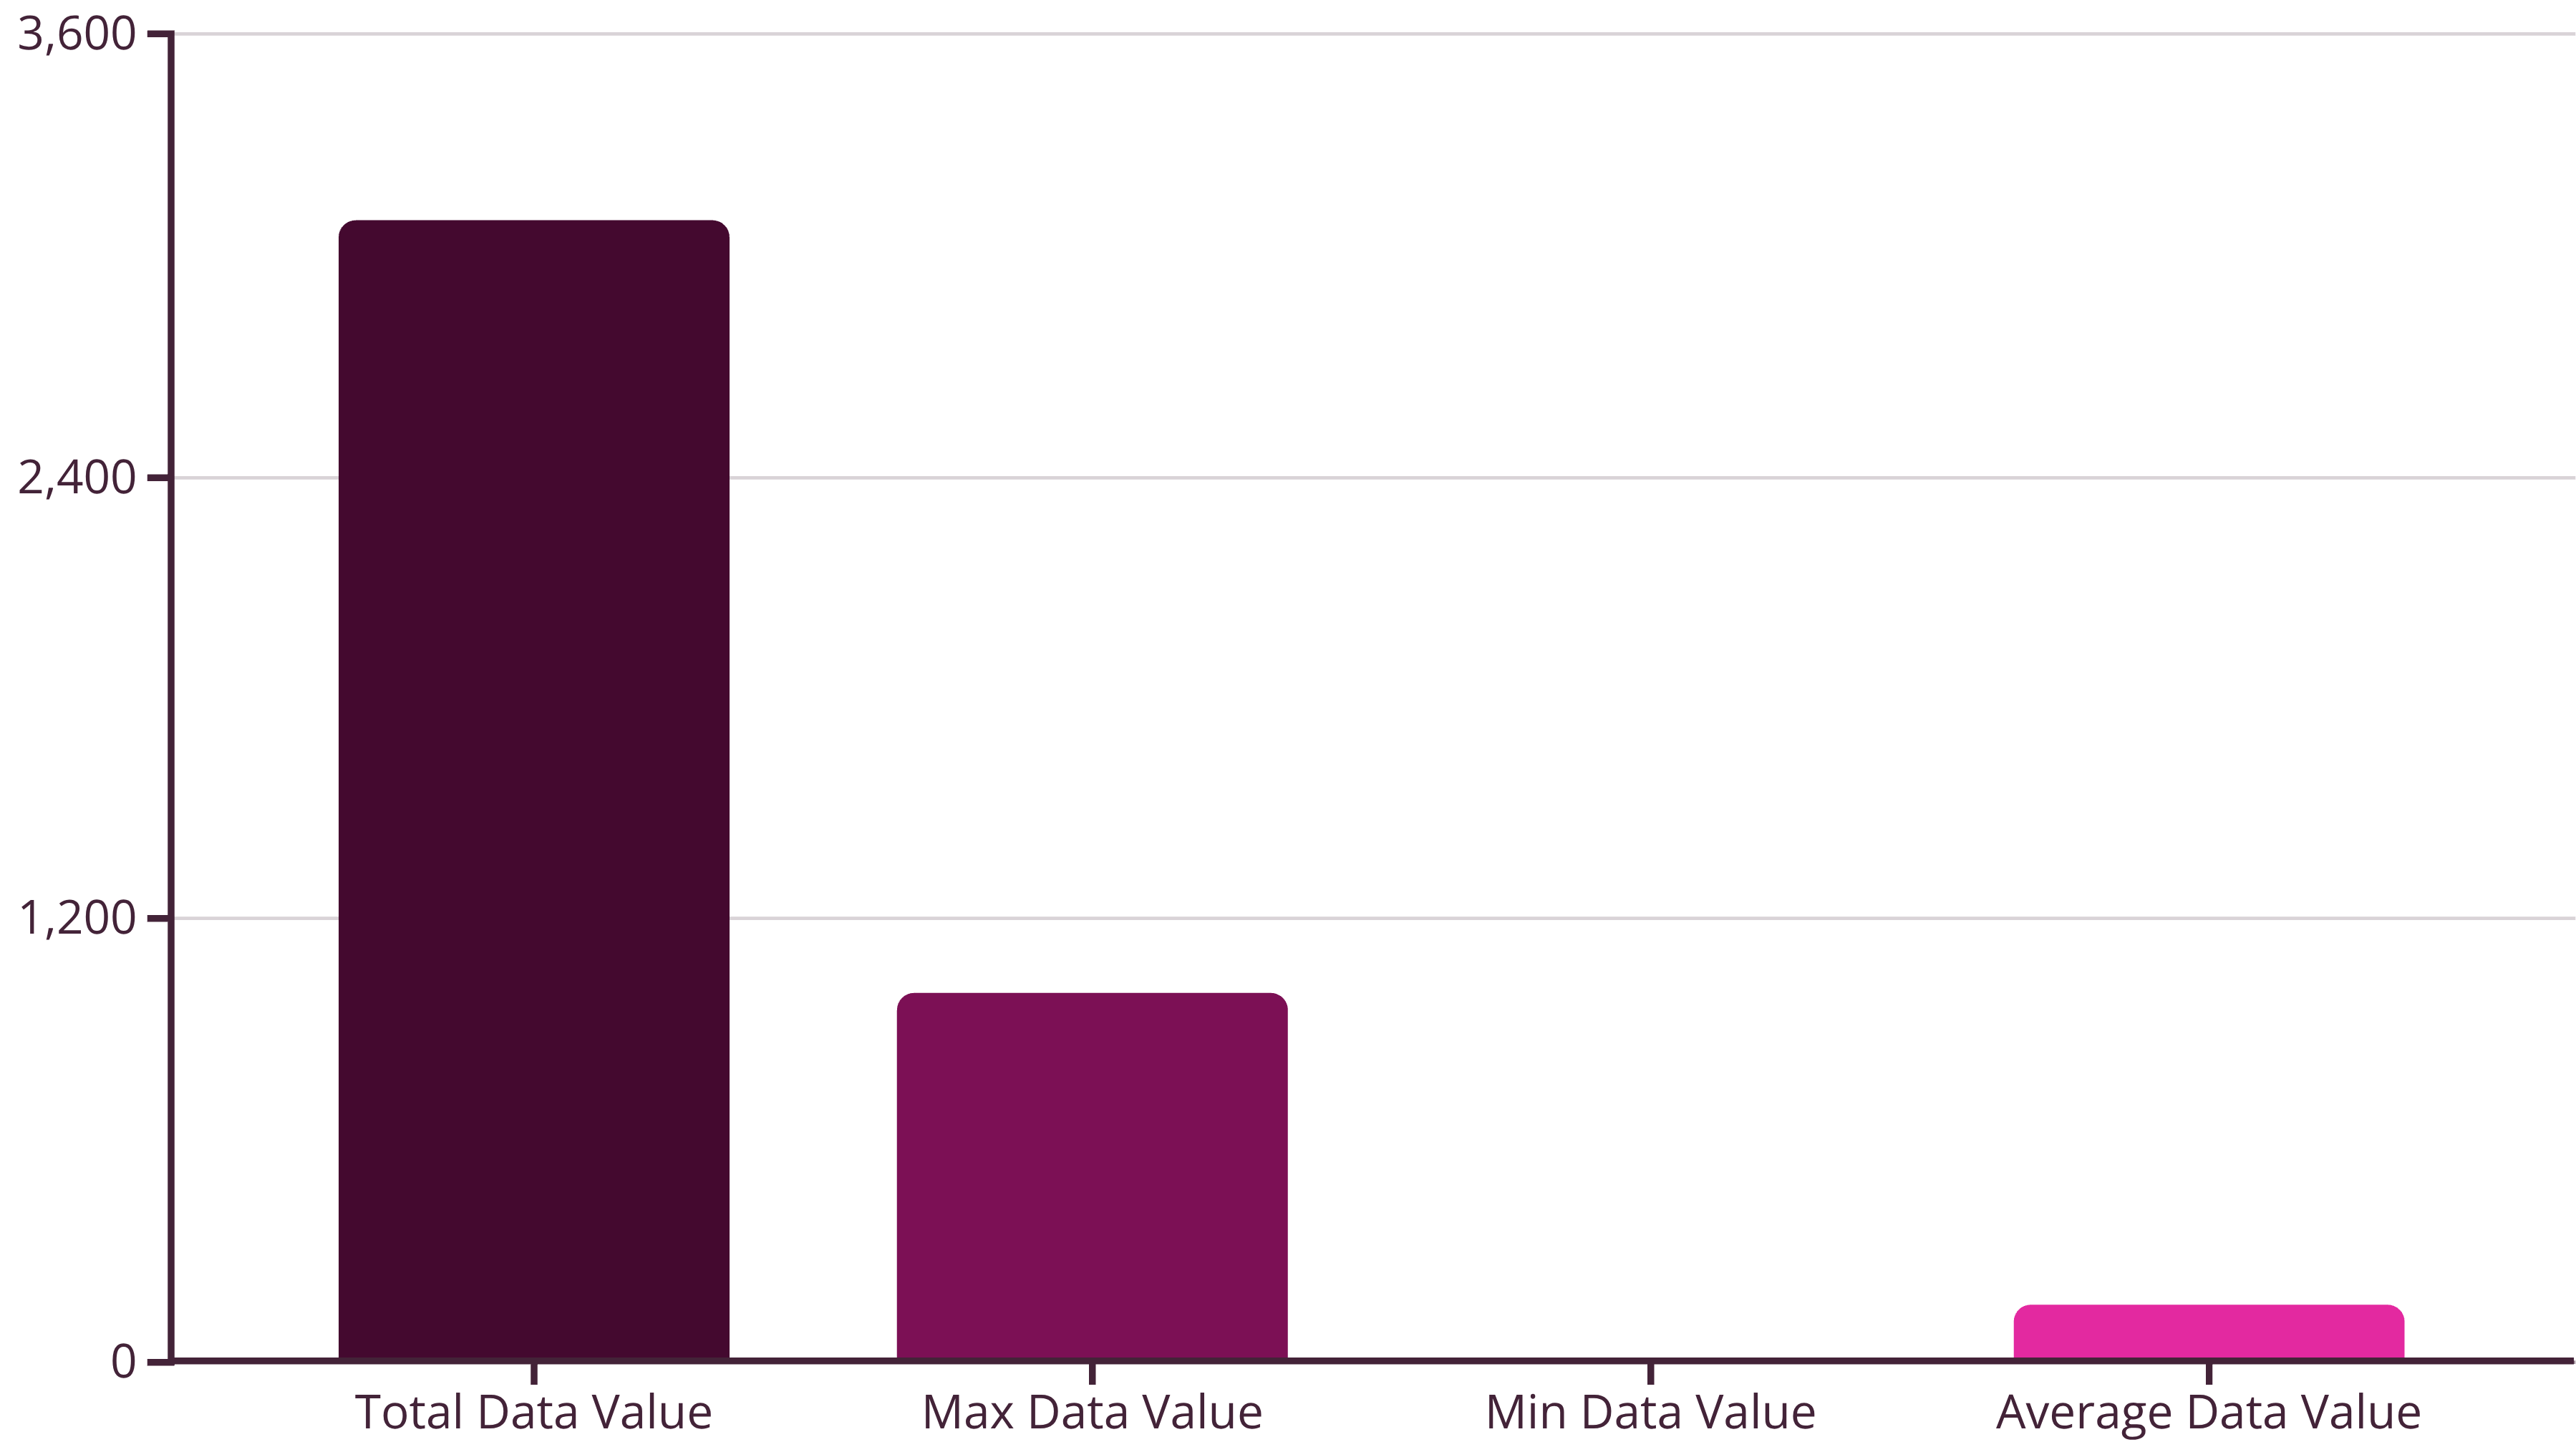 3,600
2,400
1,200
0
Total Data Value
Max Data Value
Min Data Value
Average Data Value